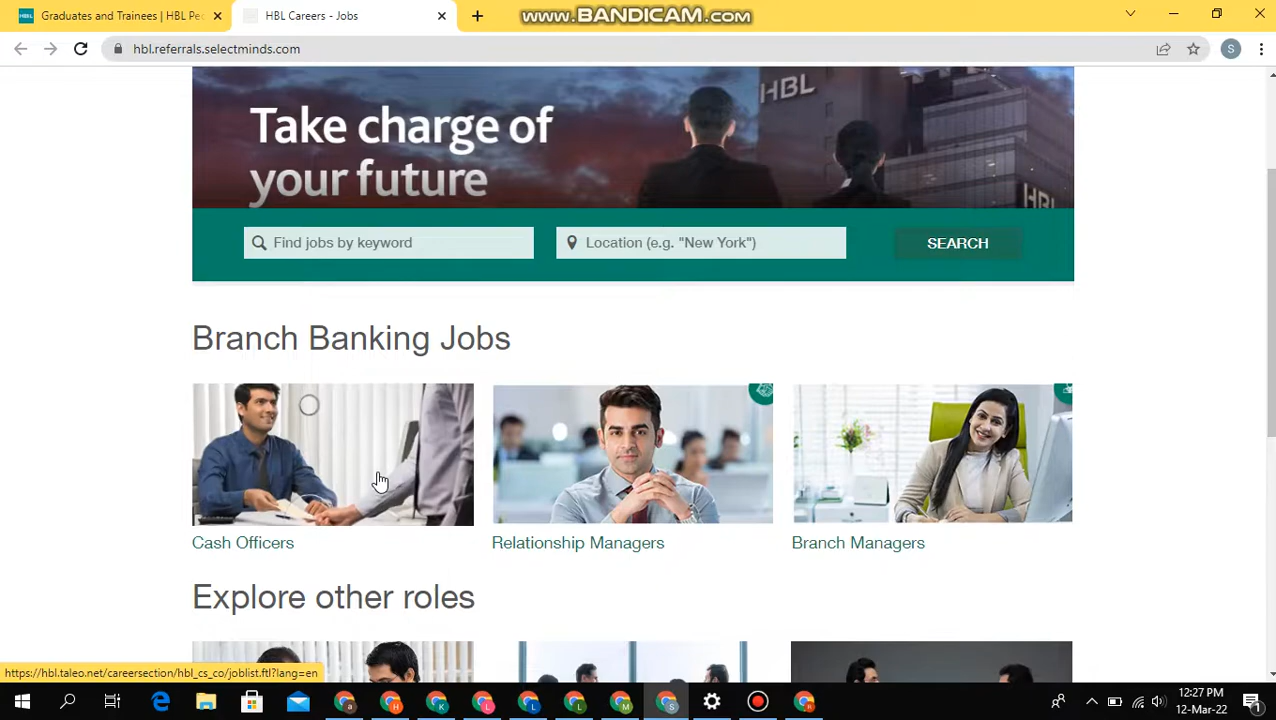 Graduates and Trainees | HBL Pe
HBL Careers - Jobs
www.BANDICAM.com
hbl.referrals.selectminds.com
S
HBL
Take charge of
your future
HBL
Find jobs by keyword
Location (e.g. "New York")
SEARCH
Branch Banking Jobs
Cash Officers
Relationship Managers
Branch Managers
Explore other roles
https://hbl.taleo.net/careersection/hbl_cs_co/joblist.ftl?lang=en
12:27 PM
12-Mar-22